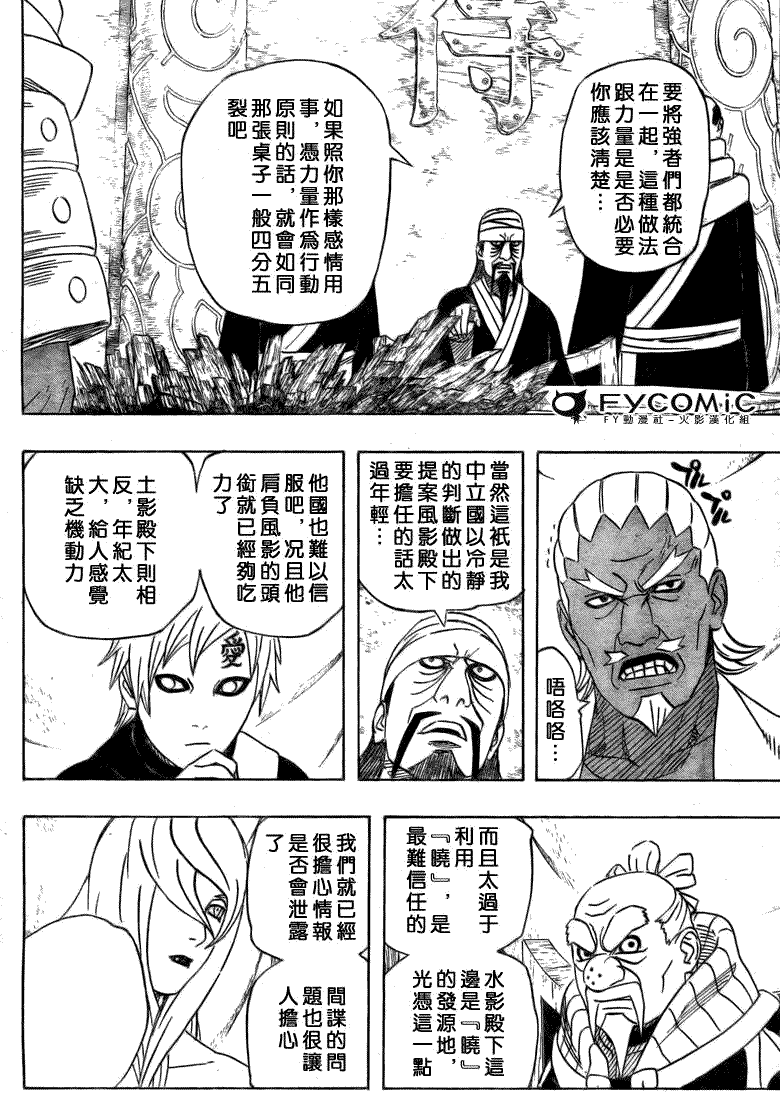 侍
要將強者們都統合
在一起，這種做法
跟力量是是否必要
你應該清楚…
如果照你那樣感情用
事，憑力量作為行動
原則的話，就會如同
那張桌子一般四分五
裂吧
FYCOMiC
FY動漫社－火影漢化組
プル
プル
唔咯咯…
當然這衹是我
中立國以冷靜
的判斷做出的
提案風影殿下
要擔任的話太
過年輕…
他國也難以信
服吧，況且他
肩負風影的頭
銜就已經夠吃
力了
愛
土影殿下則相
反，年紀太
大，給人感覺
缺乏機動力
而且太過于
利用
『曉』，是
最難信任的
水影殿下這
邊是『曉』
的發源地，
光憑這一點
我們就已經
很擔心情報
是否會泄露
了
間諜的問
題也很讓
人擔心